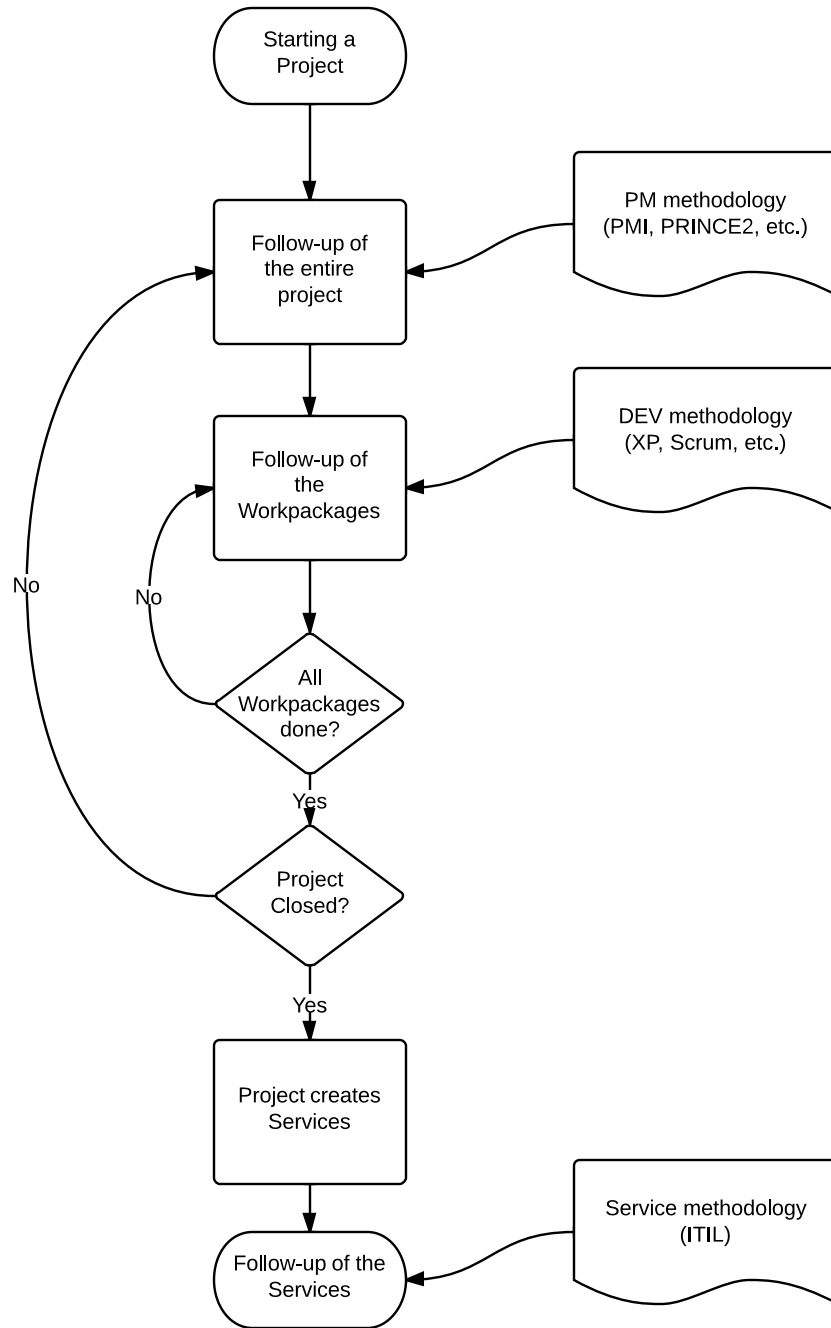 Starting a
Project
PM methodology
(PMI, PRINCE2, etc.)
Follow-up of
the entire
project
DEV methodology
(XP, Scrum, etc.)
Follow-up of
the
Workpackages
No
No
All
Workpackages
done?
Yes
Project
Closed?
Yes
Project creates
Services
Service methodology
(ITIL)
Follow-up of the
Services